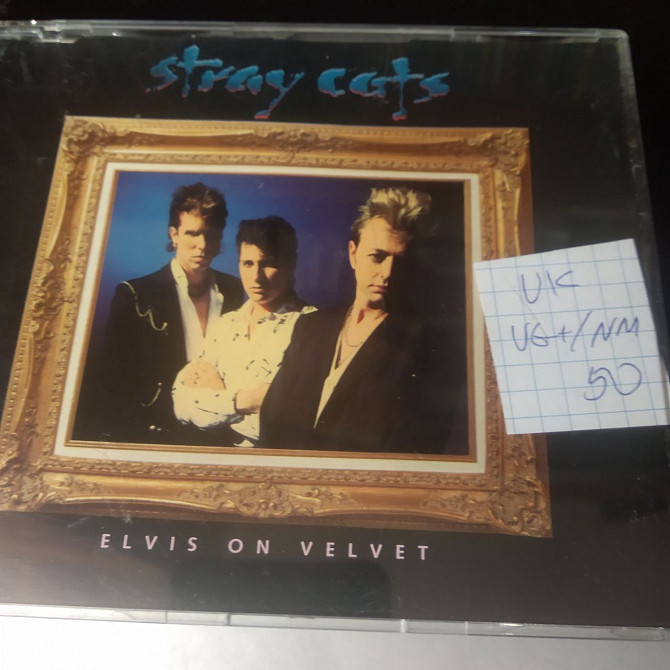 stray cats
UK
VG+/NM
50
ELVIS ON VELVET